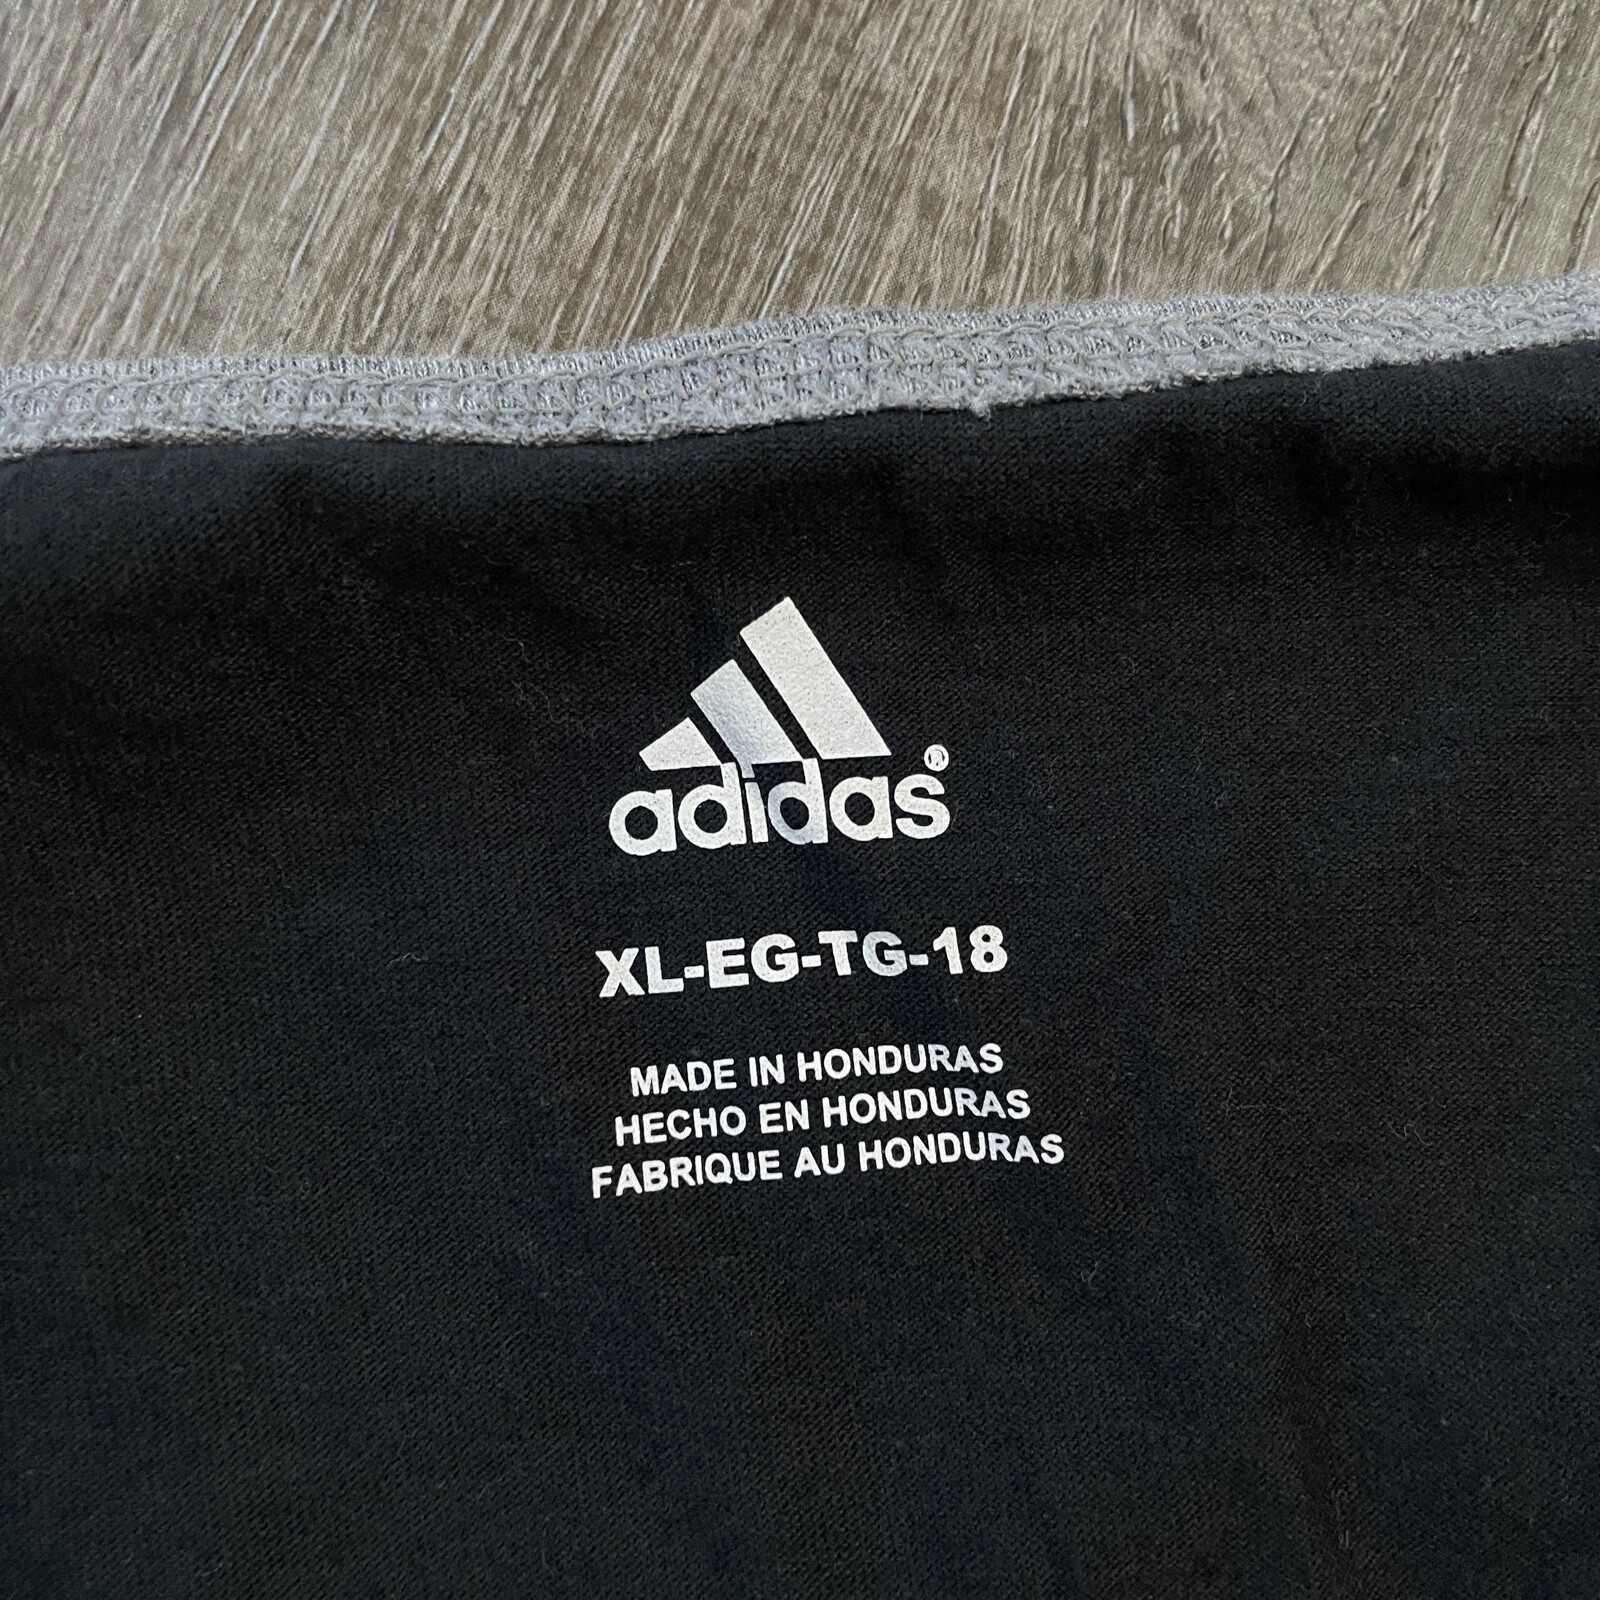 adidas®
XL-EG-TG-18
MADE IN HONDURAS
HECHO EN HONDURAS
FABRIQUE AU HONDURAS